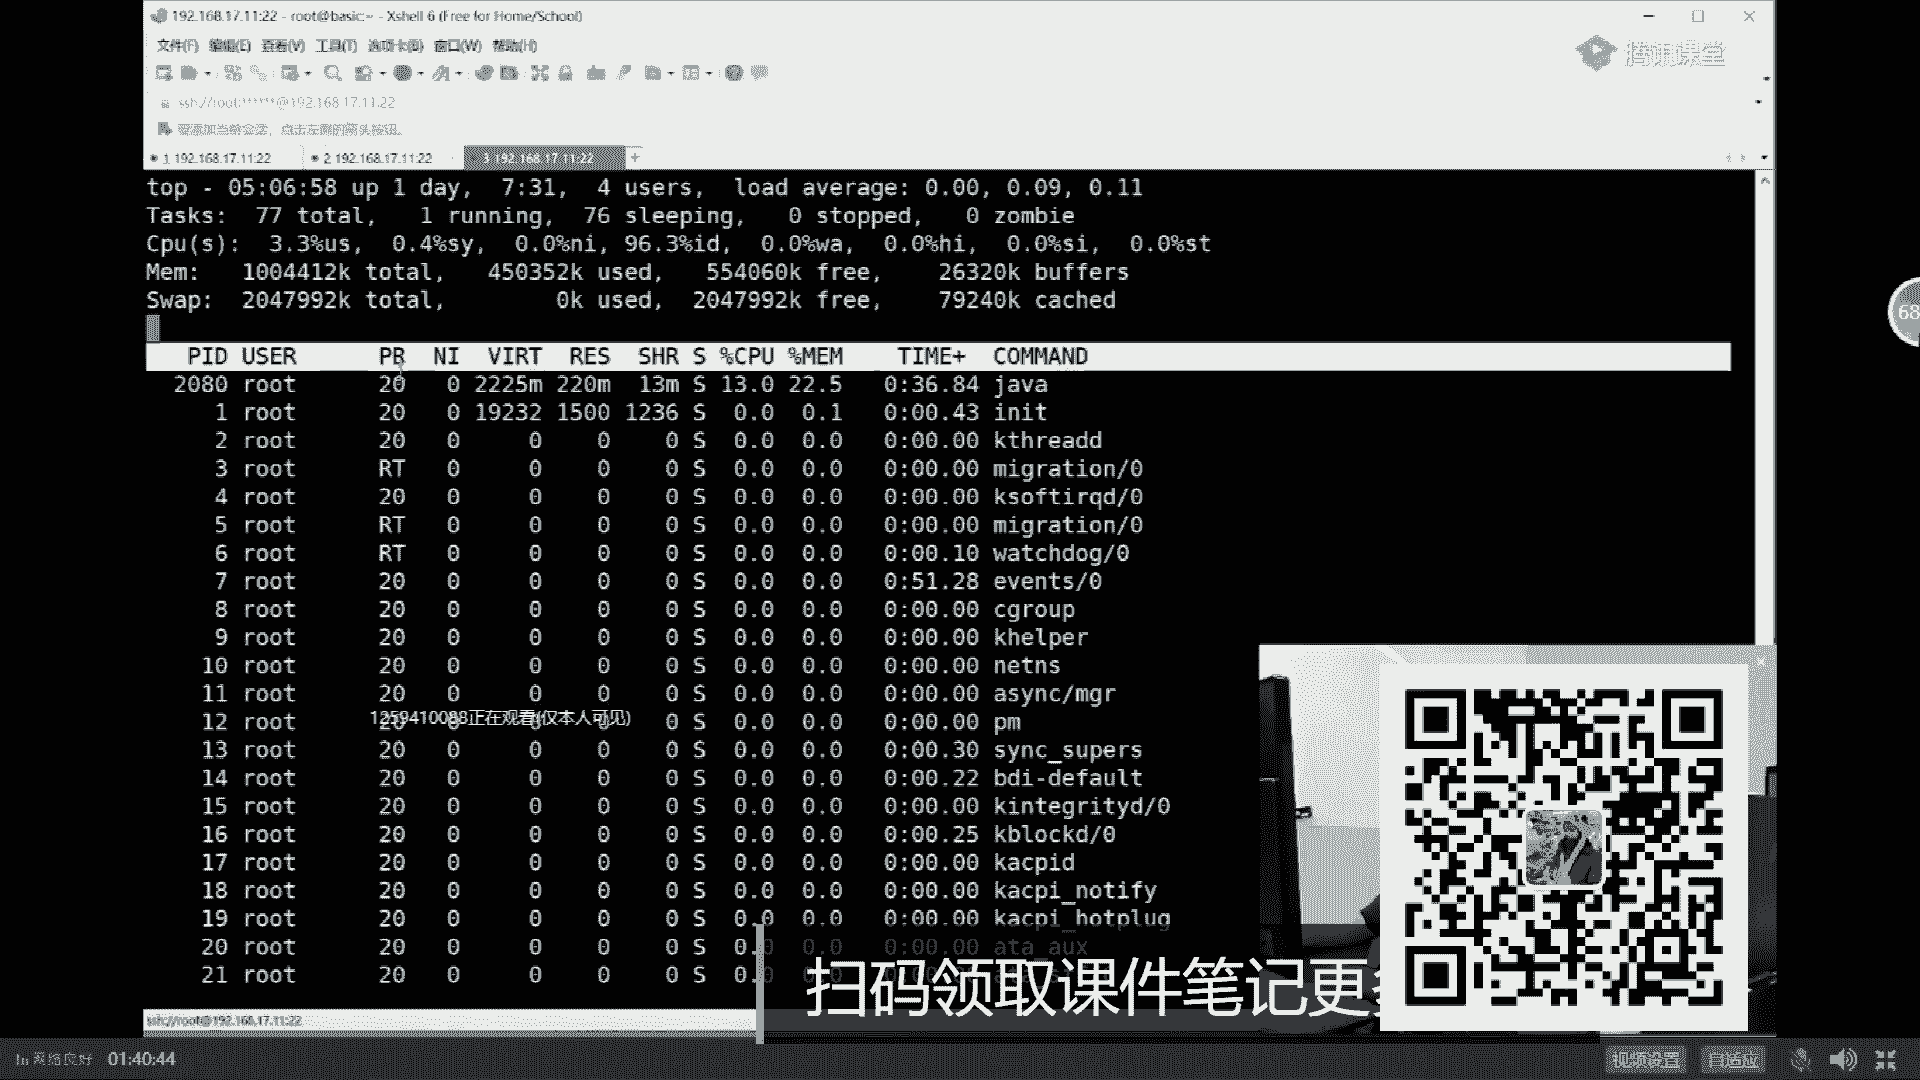 192.168.17.11:22 - root@basic:~ - Xshell 6 (Free for Home/School)
文件(F) 编辑(E) 查看(V) 工具(T) 选项卡(B) 窗口(W) 帮助(H)
腾讯课堂
ssh://root:******@192.168.17.11:22
要添加当前会话，点击左侧的箭头按钮。
1 192.168.17.11:22 2 192.168.17.11:22 3 192.168.17.11:22 +
top - 05:06:58 up 1 day,  7:31,  4 users,  load average: 0.00, 0.09, 0.11
Tasks:  77 total,   1 running,  76 sleeping,   0 stopped,   0 zombie
Cpu(s):  3.3%us,  0.4%sy,  0.0%ni, 96.3%id,  0.0%wa,  0.0%hi,  0.0%si,  0.0%st
Mem:   1004412k total,   450352k used,   554060k free,    26320k buffers
Swap:  2047992k total,        0k used,  2047992k free,    79240k cached
PID USER PR NI VIRT RES SHR S %CPU %MEM TIME+ COMMAND
2080 root 20 0 2225m 220m 13m S 13.0 22.5 0:36.84 java
1 root 20 0 19232 1500 1236 S 0.0 0.1 0:00.43 init
2 root 20 0 0 0 0 S 0.0 0.0 0:00.00 kthreadd
3 root RT 0 0 0 0 S 0.0 0.0 0:00.00 migration/0
4 root 20 0 0 0 0 S 0.0 0.0 0:00.00 ksoftirqd/0
5 root RT 0 0 0 0 S 0.0 0.0 0:00.00 migration/0
6 root RT 0 0 0 0 S 0.0 0.0 0:00.10 watchdog/0
7 root 20 0 0 0 0 S 0.0 0.0 0:51.28 events/0
8 root 20 0 0 0 0 S 0.0 0.0 0:00.00 cgroup
9 root 20 0 0 0 0 S 0.0 0.0 0:00.00 khelper
10 root 20 0 0 0 0 S 0.0 0.0 0:00.00 netns
11 root 20 0 0 0 0 S 0.0 0.0 0:00.00 async/mgr
1259410088正在观看(仅本人可见)
12 root 20 0 0 0 0 S 0.0 0.0 0:00.00 pm
13 root 20 0 0 0 0 S 0.0 0.0 0:00.30 sync_supers
14 root 20 0 0 0 0 S 0.0 0.0 0:00.22 bdi-default
15 root 20 0 0 0 0 S 0.0 0.0 0:00.00 kintegrityd/0
16 root 20 0 0 0 0 S 0.0 0.0 0:00.25 kblockd/0
17 root 20 0 0 0 0 S 0.0 0.0 0:00.00 kacpid
18 root 20 0 0 0 0 S 0.0 0.0 0:00.00 kacpi_notify
19 root 20 0 0 0 0 S 0.0 0.0 0:00.00 kacpi_hotplug
20 root 20 0 0 0 0 S 0.0 0.0 0:00.00 ata_aux
21 root 20 0 0 0 0 S 0.0
扫码领取课件笔记更
ssh://root@192.168.17.11:22
网络良好 01:40:44 视频设置 自适应
68